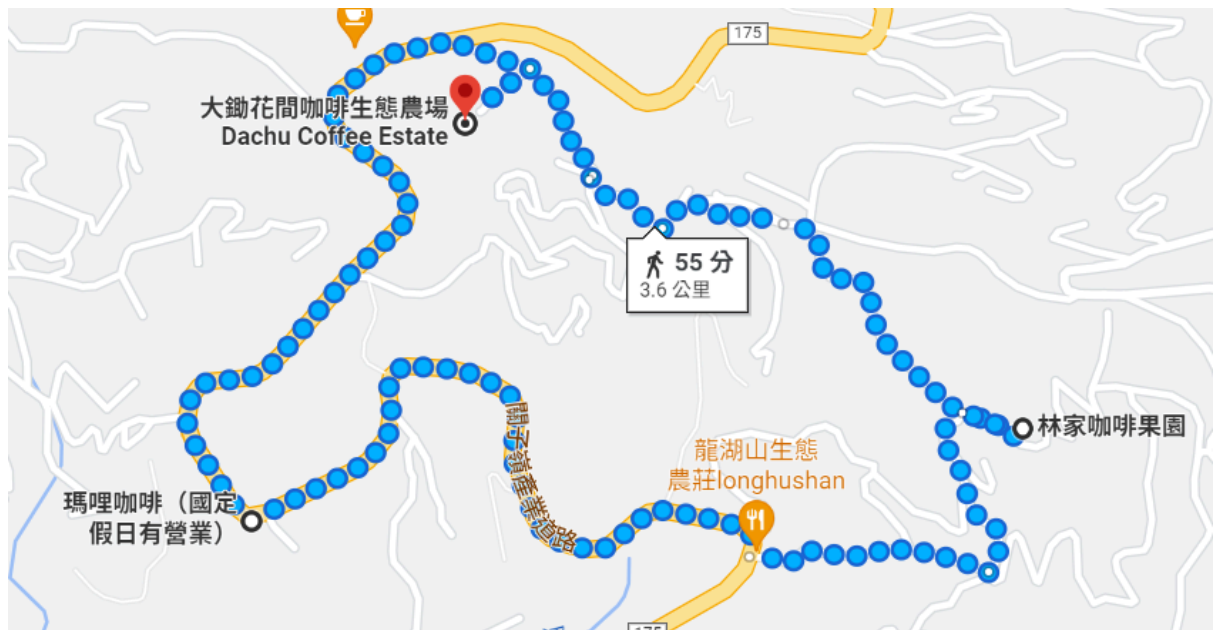 175
大鋤花間咖啡生態農場
Dachu Coffee Estate
55 分
3.6 公里
林家咖啡果園
關子嶺產業道路
龍湖山生態
農莊longhushan
瑪哩咖啡（國定
假日有營業）
175